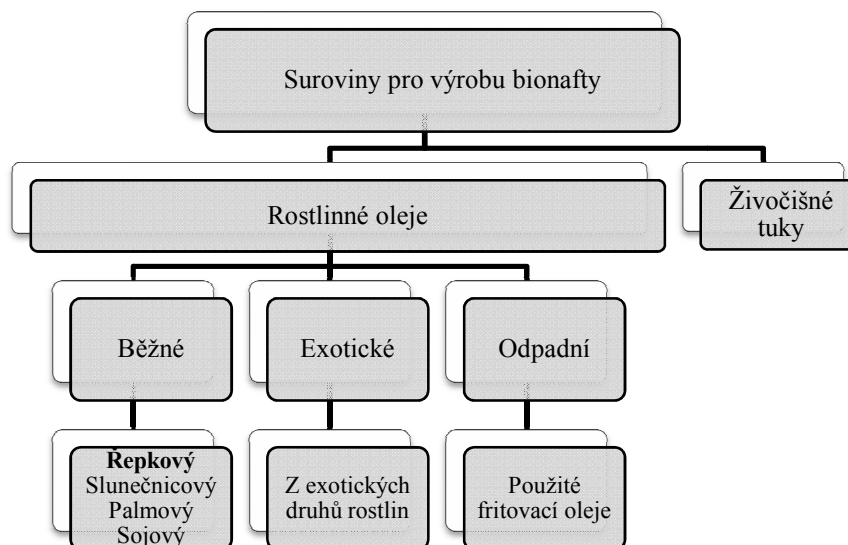 Suroviny pro výrobu bionafty
Rostlinné oleje
Živočišné
tuky
Běžné
Exotické
Odpadní
Řepkový
Slunečnicový
Palmový
Sojový
Z exotických
druhů rostlin
Použité
fritovací oleje